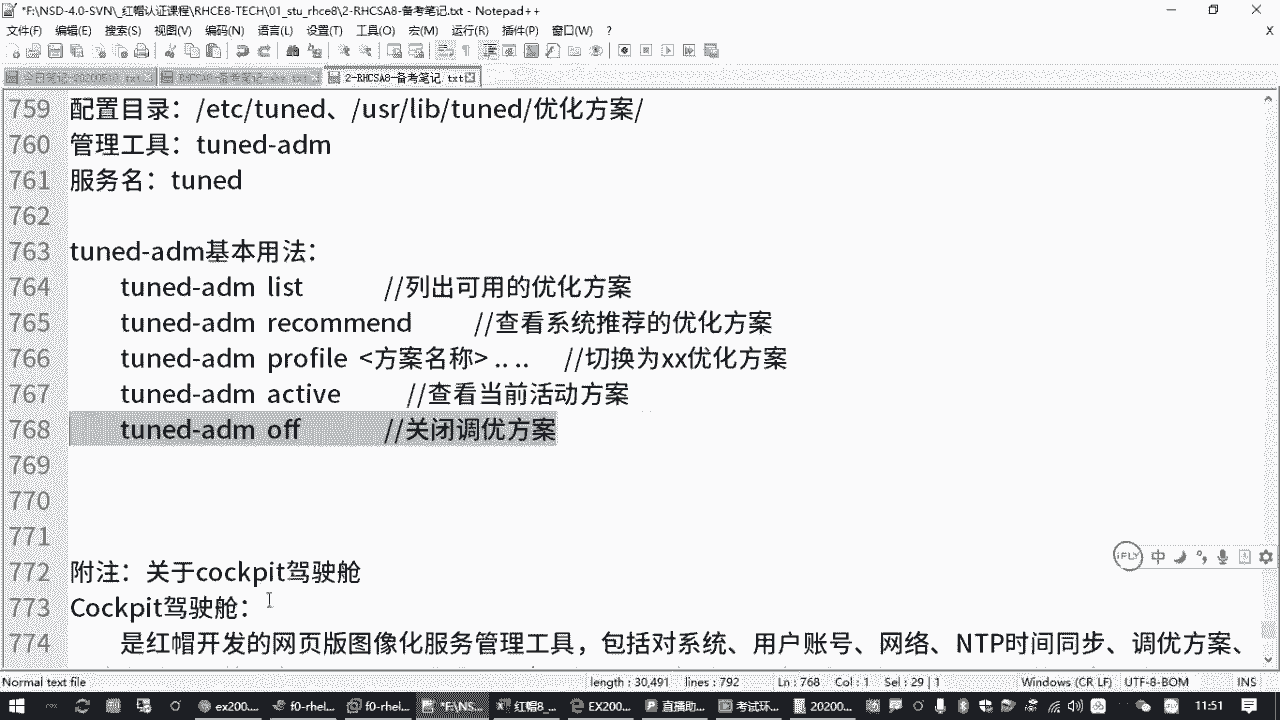 *F:\NSD-4.0-SVN\_红帽认证课程\RHCE8-TECH\01_stu_rhce8\2-RHCSA8-备考笔记.txt - Notepad++
文件(F) 编辑(E) 搜索(S) 视图(V) 编码(N) 语言(L) 设置(T) 工具(O) 宏(M) 运行(R) 插件(P) 窗口(W) ? X
2-RHCSA8-备考笔记.txt
759 配置目录：/etc/tuned、/usr/lib/tuned/优化方案/
760 管理工具：tuned-adm
761 服务名：tuned
762
763 tuned-adm基本用法：
764 tuned-adm list //列出可用的优化方案
765 tuned-adm recommend //查看系统推荐的优化方案
766 tuned-adm profile <方案名称> .. .. //切换为xx优化方案
767 tuned-adm active //查看当前活动方案
768 tuned-adm off //关闭调优方案
769
770
771
772 附注：关于cockpit驾驶舱
773 Cockpit驾驶舱：
774 是红帽开发的网页版图像化服务管理工具，包括对系统、用户账号、网络、NTP时间同步、调优方案、
iFLY 中
Normal text file length : 30,491 lines : 792 Ln : 768 Col : 1 Sel : 29 | 1 Windows (CR LF) UTF-8-BOM INS
ex200... f0-rhel... f0-rhel... *F:\NS... 红帽8_... EX200... 直播助... 考试环... 20200... 11:51